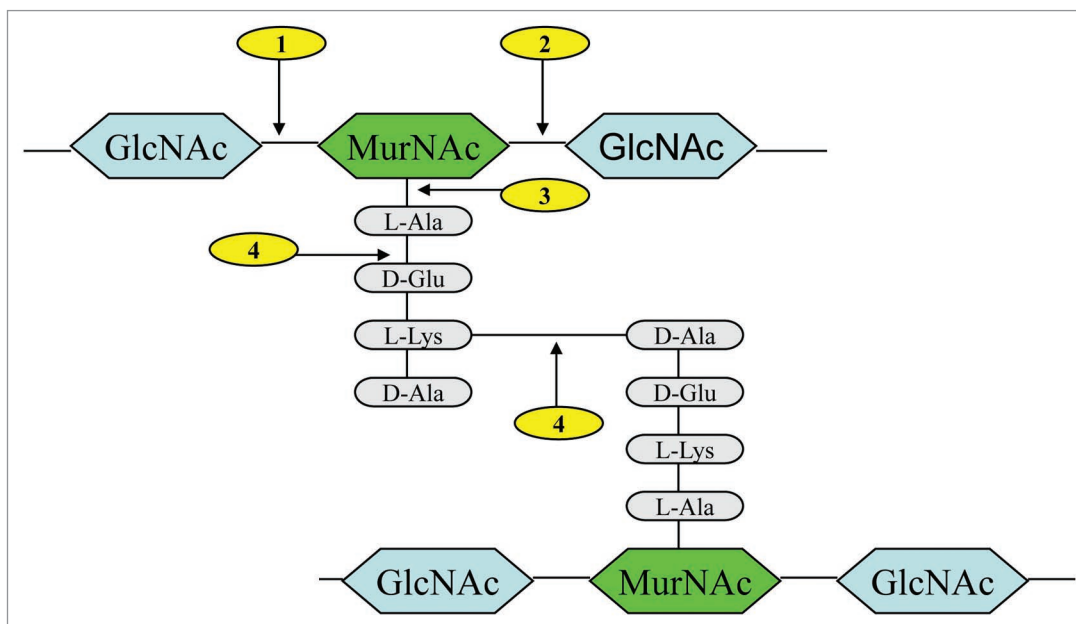 1 2
GlcNAc MurNAc GlcNAc
3
L-Ala
4
D-Glu
L-Lys D-Ala
D-Ala D-Glu
4
L-Lys
L-Ala
GlcNAc MurNAc GlcNAc